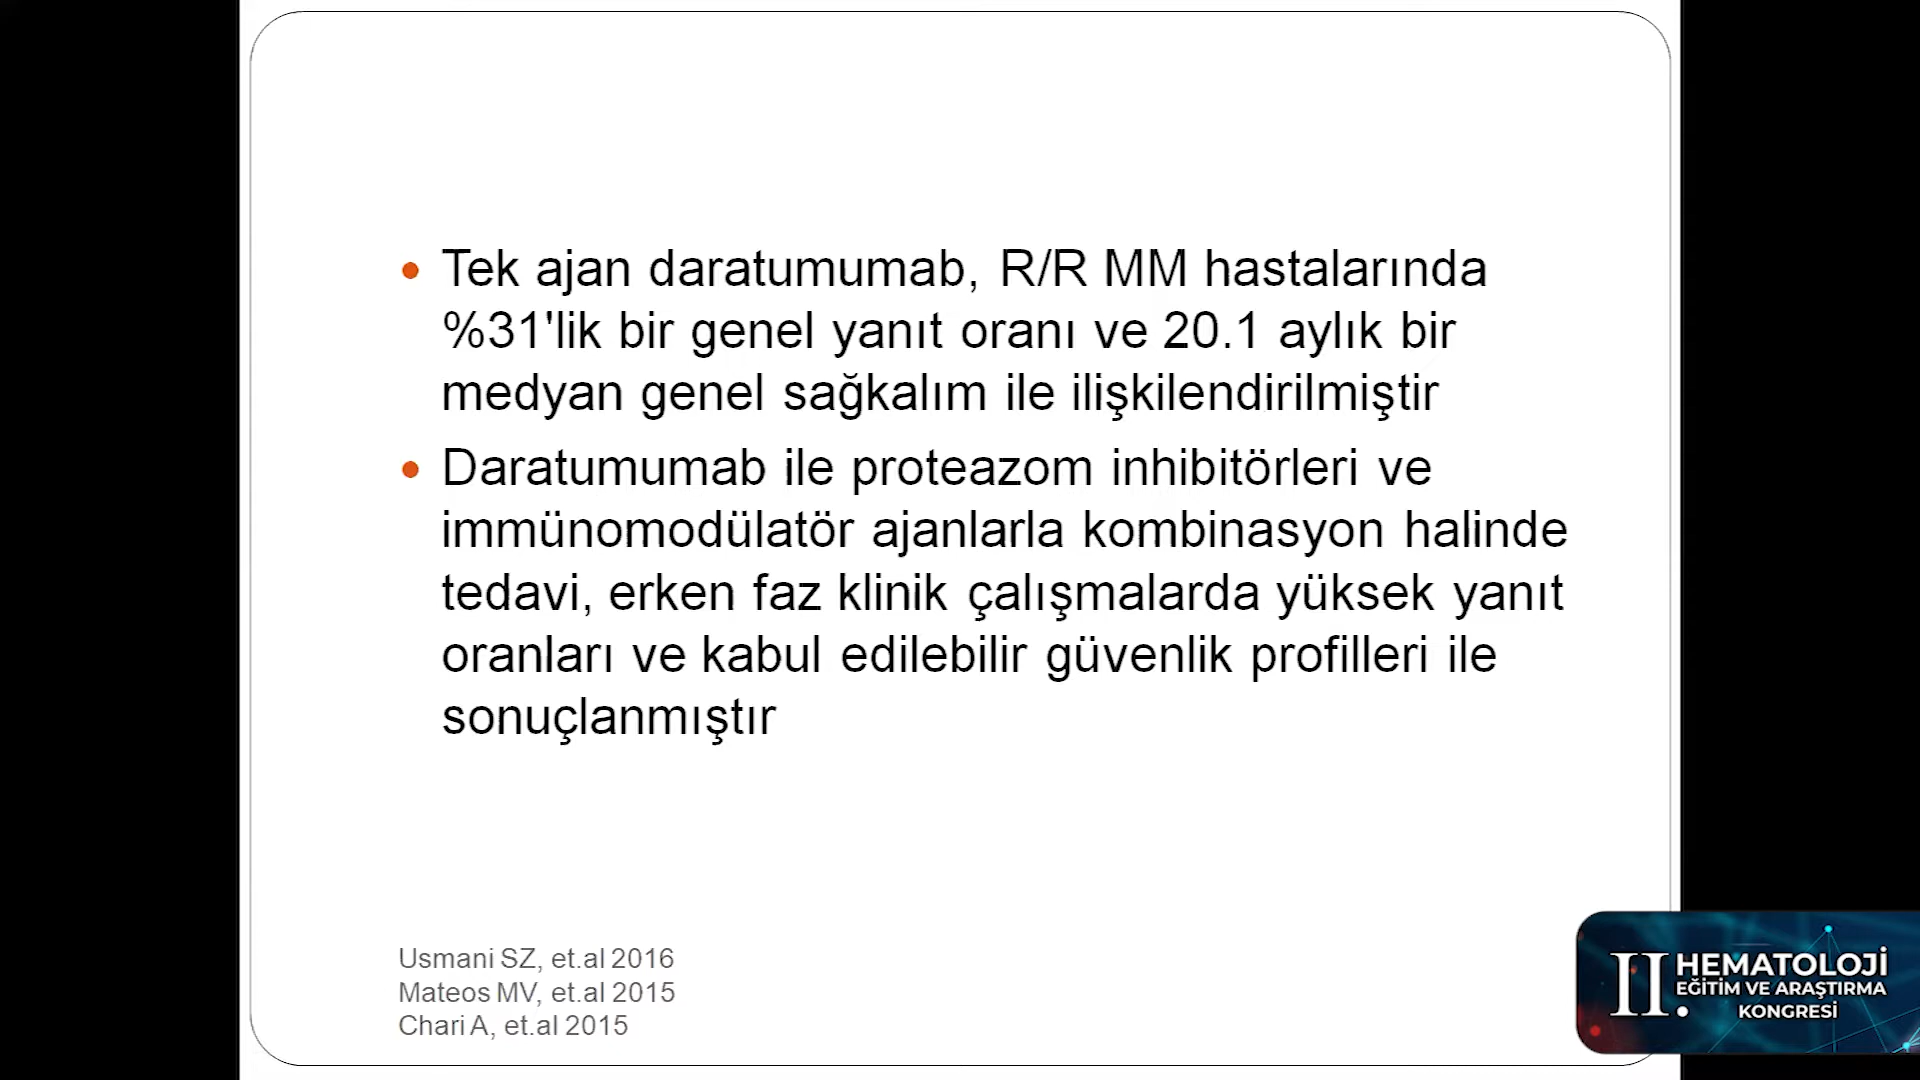 Tek ajan daratumumab, R/R MM hastalarında
%31'lik bir genel yanıt oranı ve 20.1 aylık bir
medyan genel sağkalım ile ilişkilendirilmiştir
Daratumumab ile proteazom inhibitörleri ve
immünomodülatör ajanlarla kombinasyon halinde
tedavi, erken faz klinik çalışmalarda yüksek yanıt
oranları ve kabul edilebilir güvenlik profilleri ile
sonuçlanmıştır
Usmani SZ, et.al 2016
Mateos MV, et.al 2015
Chari A, et.al 2015
II. HEMATOLOJİ
EĞİTİM VE ARAŞTIRMA
KONGRESİ